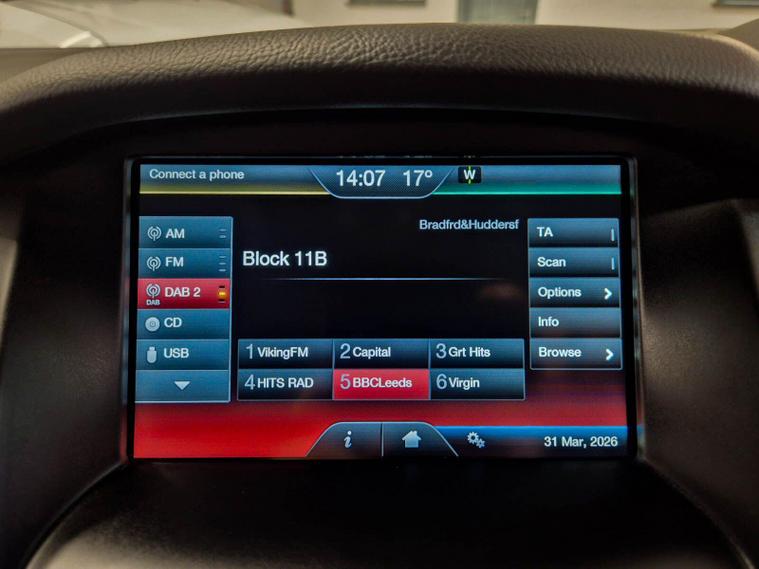 Connect a phone
14:07 17° W
Bradfrd&Huddersf
Block 11B
AM
FM
DAB DAB 2
CD
USB
TA
Scan
Options
Info
Browse
1 VikingFM 2 Capital 3 Grt Hits
4 HITS RAD 5 BBCLeeds 6 Virgin
i
31 Mar, 2026